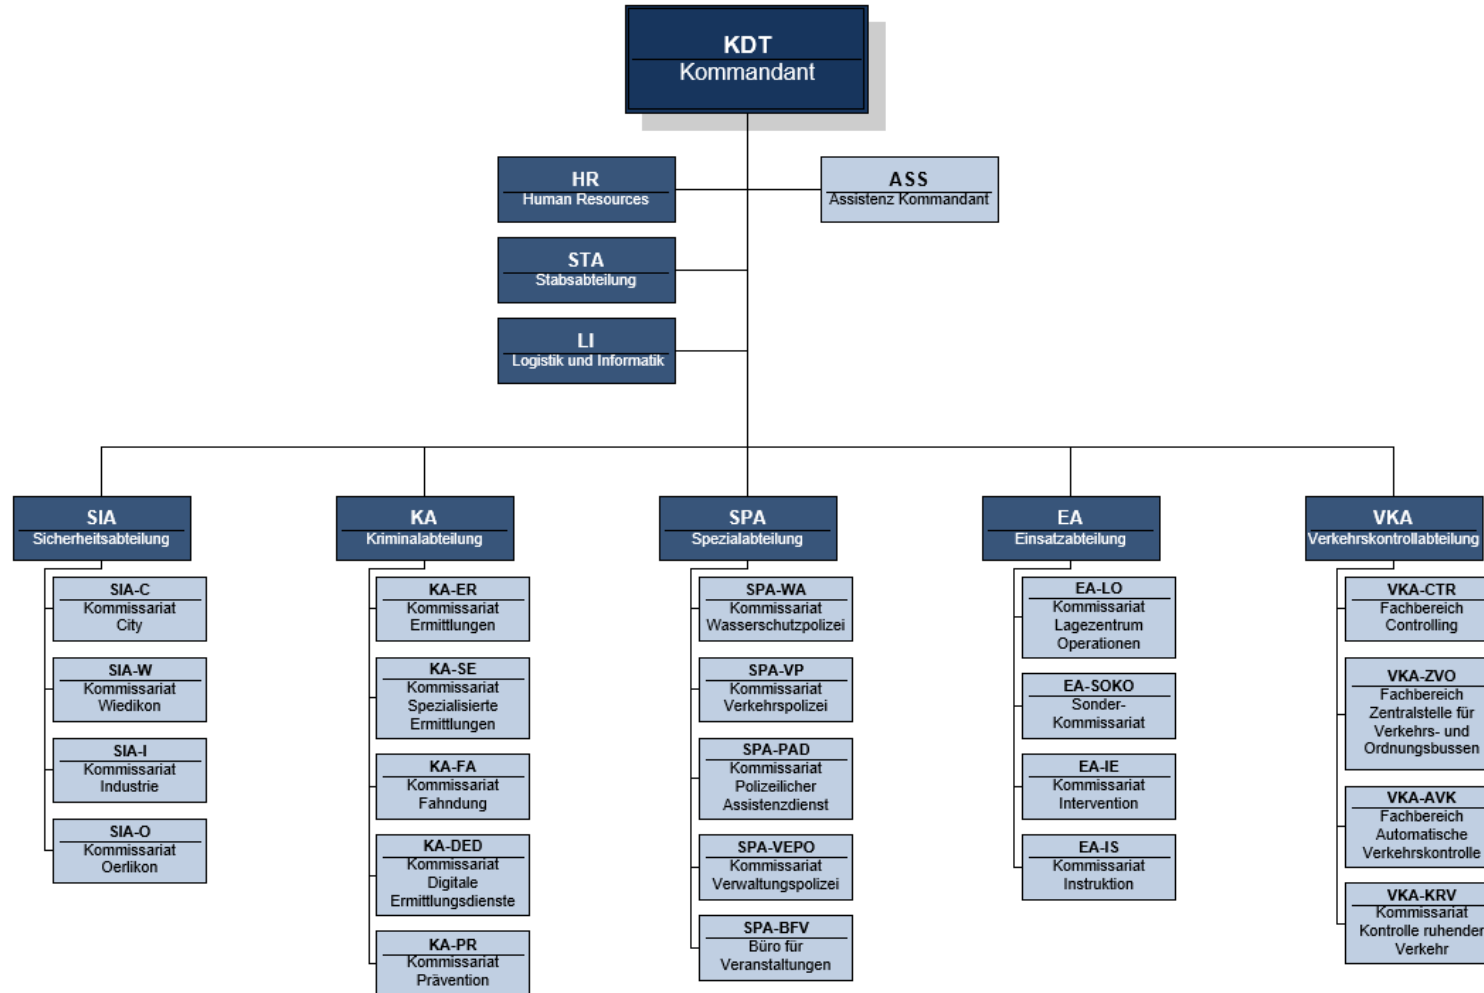 KDT
Kommandant
HR
Human Resources
ASS
Assistenz Kommandant
STA
Stabsabteilung
LI
Logistik und Informatik
SIA
Sicherheitsabteilung
SIA-C
Kommissariat
City
SIA-W
Kommissariat
Wiedikon
SIA-I
Kommissariat
Industrie
SIA-O
Kommissariat
Oerlikon
KA
Kriminalabteilung
KA-ER
Kommissariat
Ermittlungen
KA-SE
Kommissariat
Spezialisierte
Ermittlungen
KA-FA
Kommissariat
Fahndung
KA-DED
Kommissariat
Digitale
Ermittlungsdienste
KA-PR
Kommissariat
Prävention
SPA
Spezialabteilung
SPA-WA
Kommissariat
Wasserschutzpolizei
SPA-VP
Kommissariat
Verkehrspolizei
SPA-PAD
Kommissariat
Polizeilicher
Assistenzdienst
SPA-VEPO
Kommissariat
Verwaltungspolizei
SPA-BFV
Büro für
Veranstaltungen
EA
Einsatzabteilung
EA-LO
Kommissariat
Lagezentrum
Operationen
EA-SOKO
Sonder-
Kommissariat
EA-IE
Kommissariat
Intervention
EA-IS
Kommissariat
Instruktion
VKA
Verkehrskontrollabteilung
VKA-CTR
Fachbereich
Controlling
VKA-ZVO
Fachbereich
Zentralstelle für
Verkehrs- und
Ordnungsbussen
VKA-AVK
Fachbereich
Automatische
Verkehrskontrolle
VKA-KRV
Kommissariat
Kontrolle ruhender
Verkehr